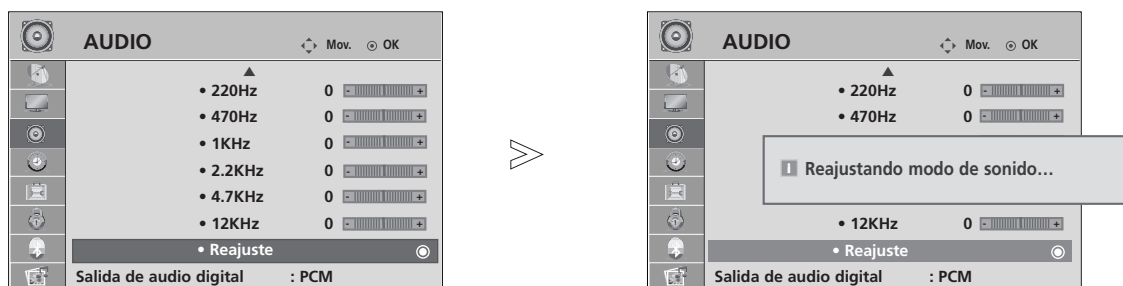 AUDIO Mov. OK
• 220Hz 0 - +
• 470Hz 0 - +
• 1KHz 0 - +
• 2.2KHz 0 - +
• 4.7KHz 0 - +
• 12KHz 0 - +
• Reajuste
Salida de audio digital : PCM
AUDIO Mov. OK
• 220Hz 0 - +
• 470Hz 0 - +
Reajustando modo de sonido...
• 12KHz 0 - +
• Reajuste
Salida de audio digital : PCM